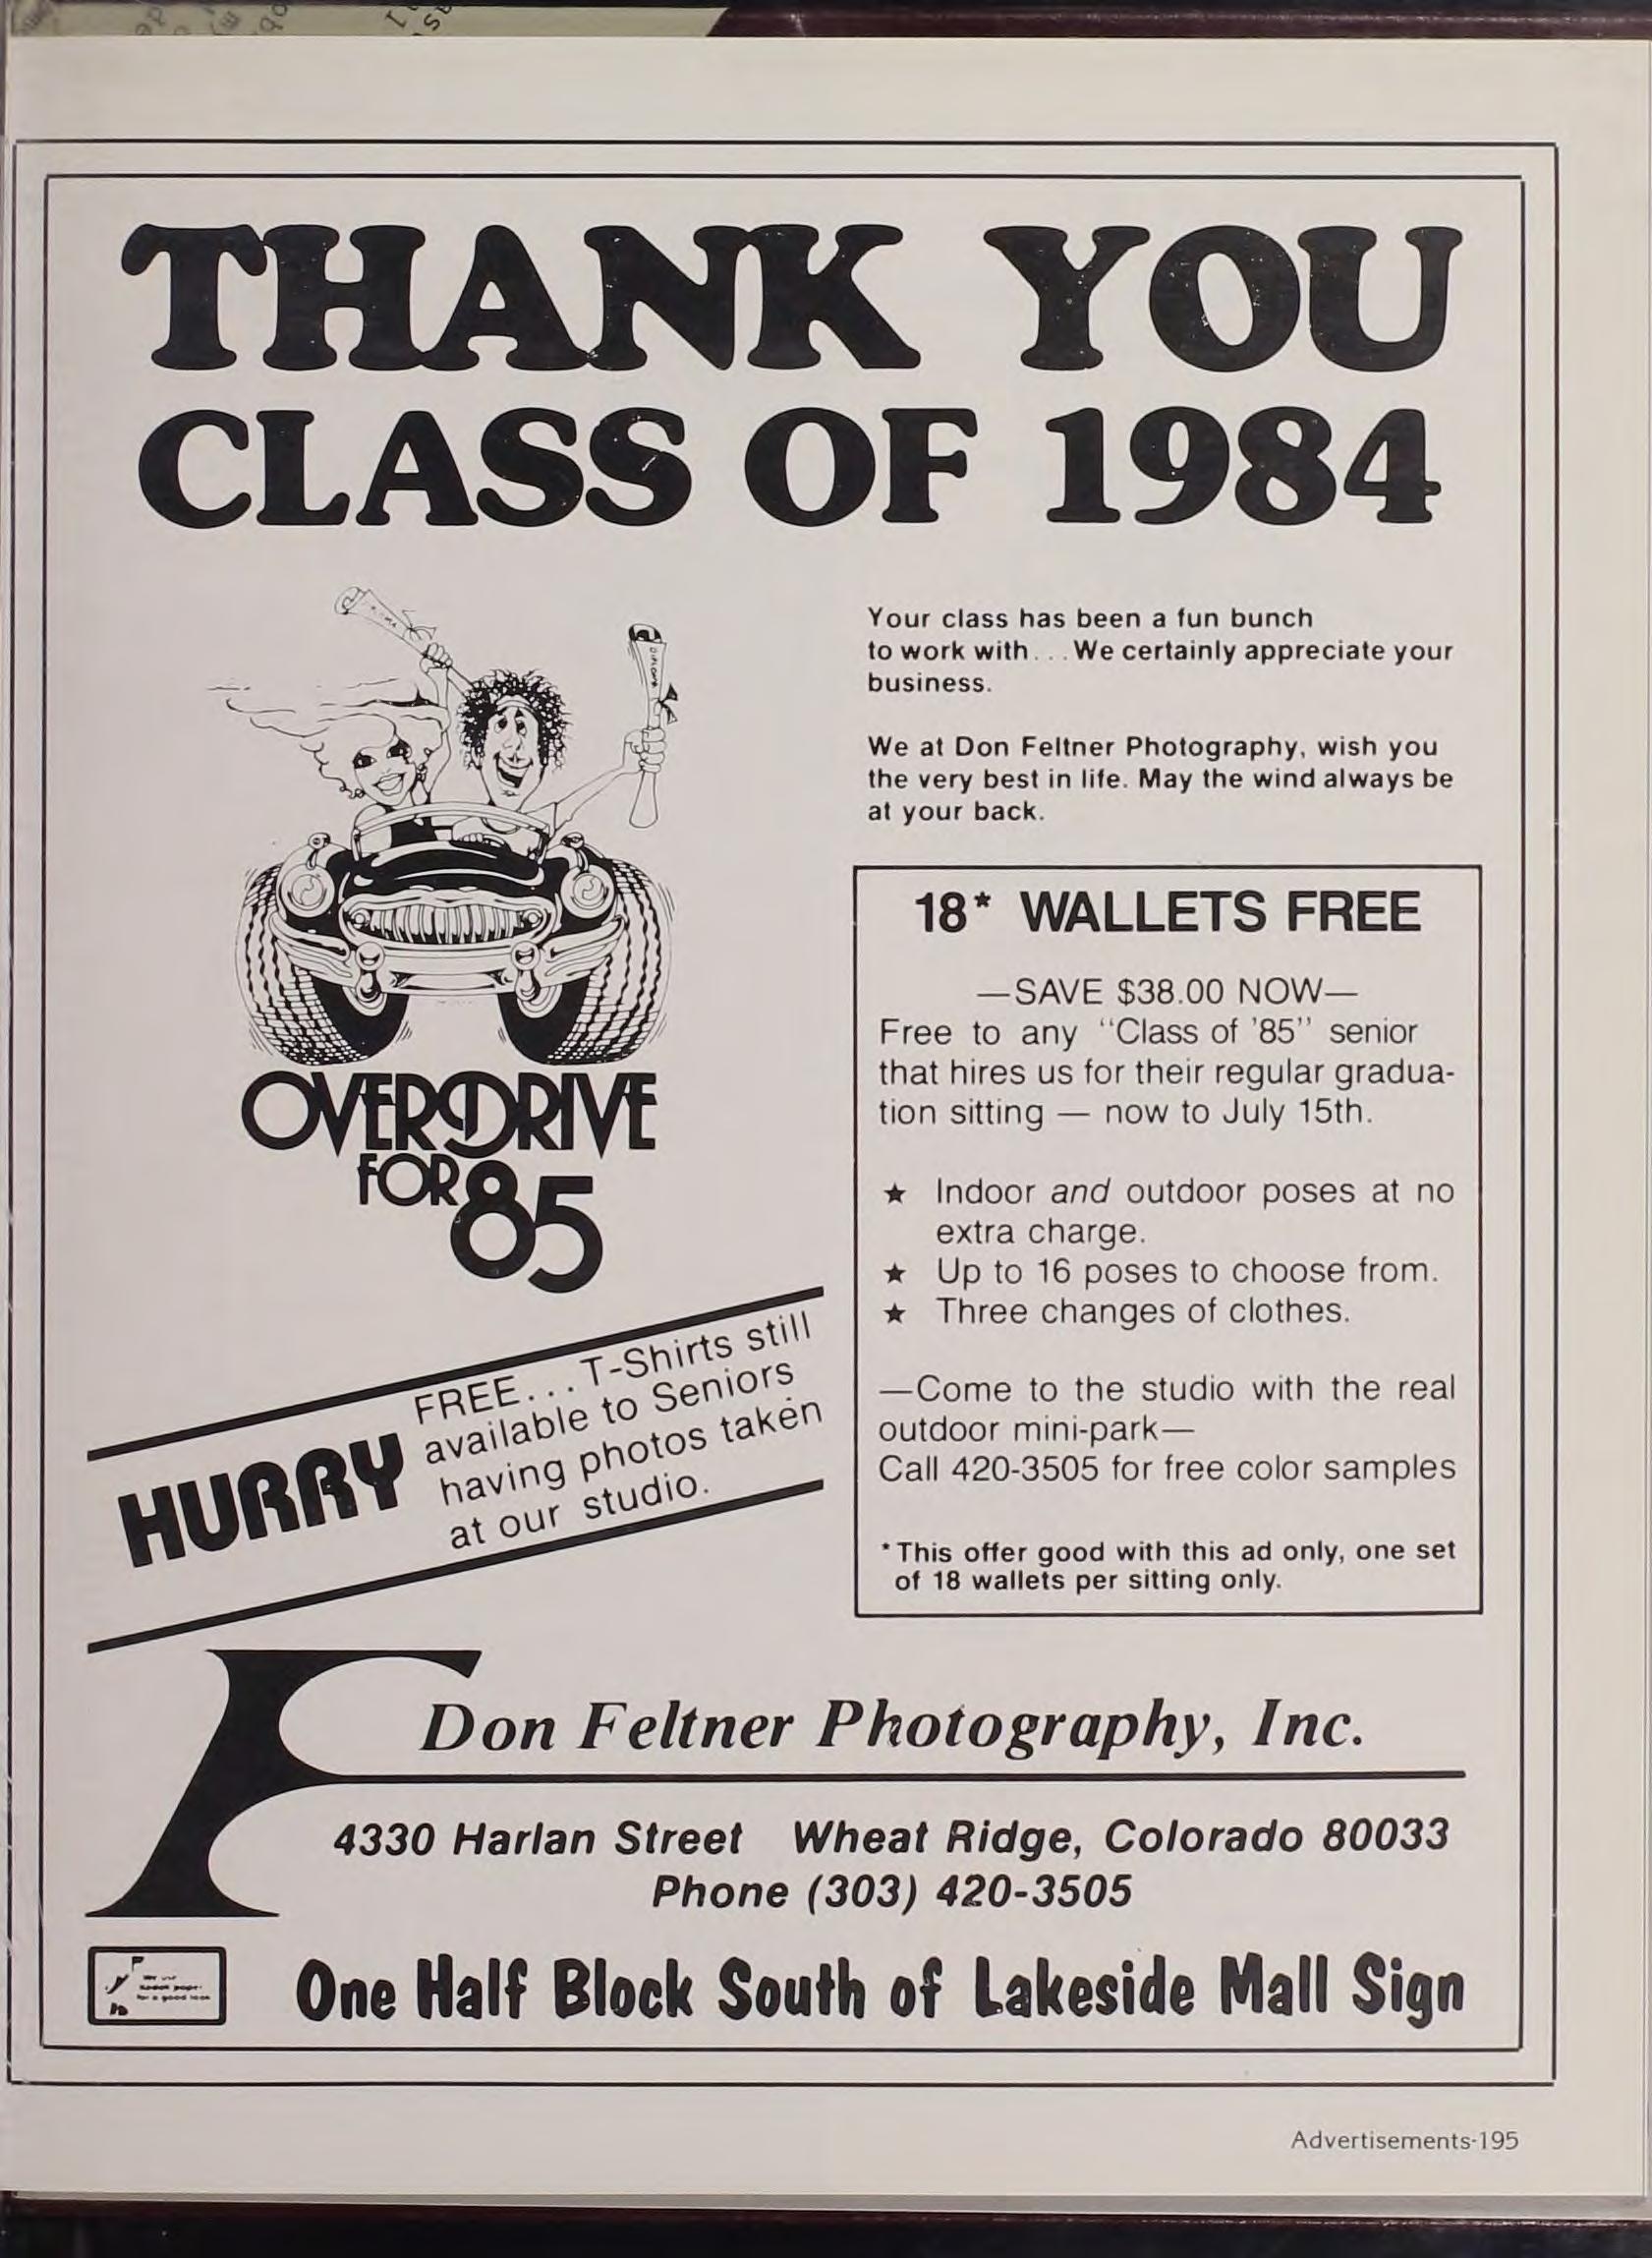 THANK YOU
CLASS OF 1984
DIPLOMA
Your class has been a fun bunch
to work with... We certainly appreciate your
business.
We at Don Feltner Photography, wish you
the very best in life. May the wind always be
at your back.
OVERDRIVE
FOR 85
HURRY
FREE... T-Shirts still
available to Seniors
having photos taken
at our studio.
18* WALLETS FREE
—SAVE $38.00 NOW—
Free to any "Class of '85" senior
that hires us for their regular gradua-
tion sitting — now to July 15th.
★ Indoor and outdoor poses at no
extra charge.
★ Up to 16 poses to choose from.
★ Three changes of clothes.
—Come to the studio with the real
outdoor mini-park—
Call 420-3505 for free color samples
*This offer good with this ad only, one set
of 18 wallets per sitting only.
Don Feltner Photography, Inc.
4330 Harlan Street Wheat Ridge, Colorado 80033
Phone (303) 420-3505
for a good look
One Half Block South of Lakeside Mall Sign
Advertisements-195